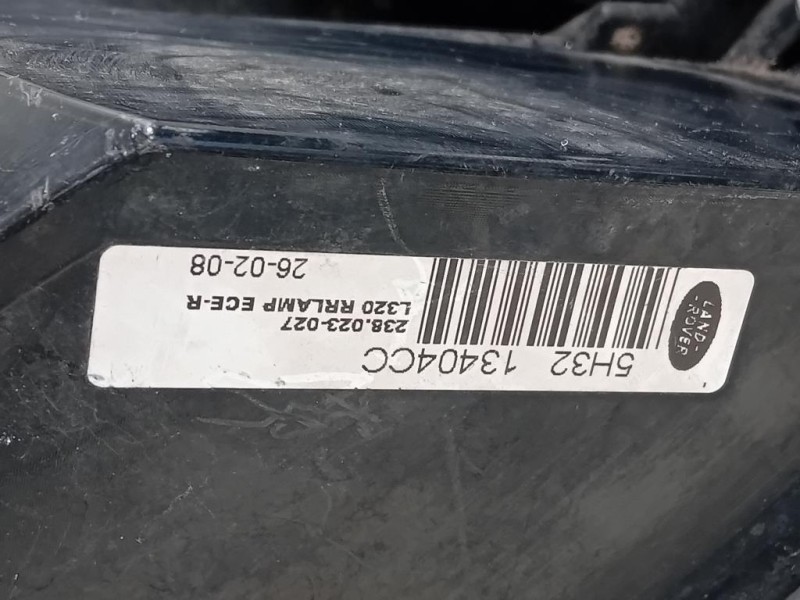 LAND-
-ROVER
5H32 13404CC
238.023-027
L320 RRLAMP ECE-R
26-02-08